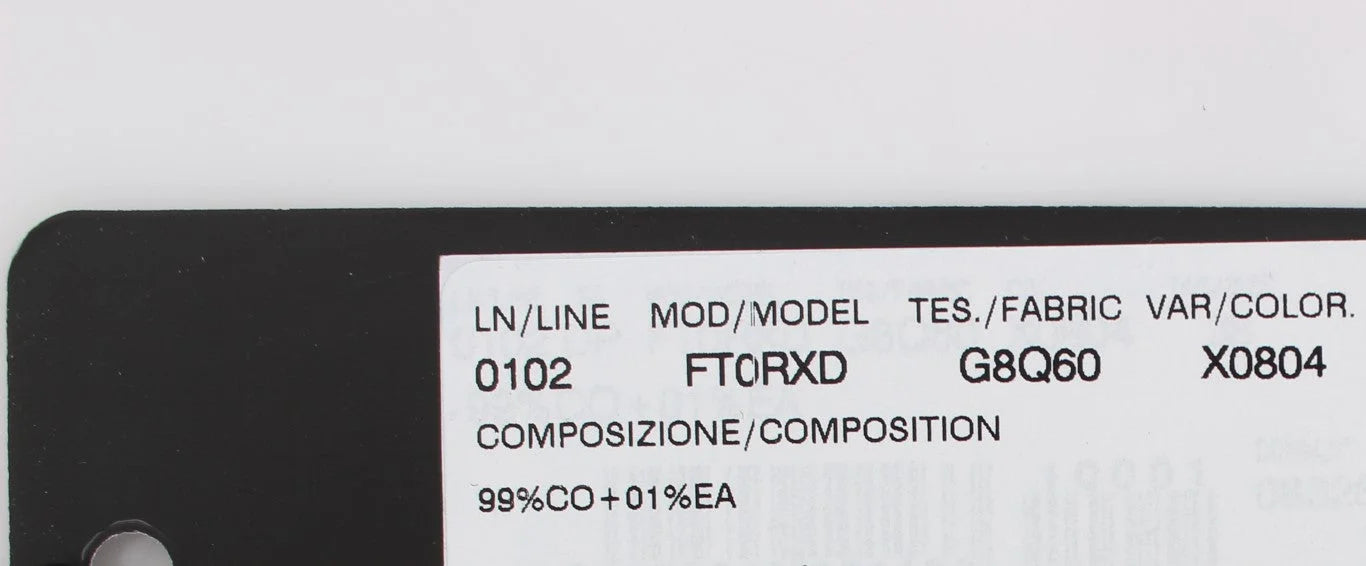 LN/LINE MOD/MODEL TES./FABRIC VAR/COLOR.
0102 FT0RXD G8Q60 X0804
COMPOSIZIONE/COMPOSITION
99%CO+01%EA